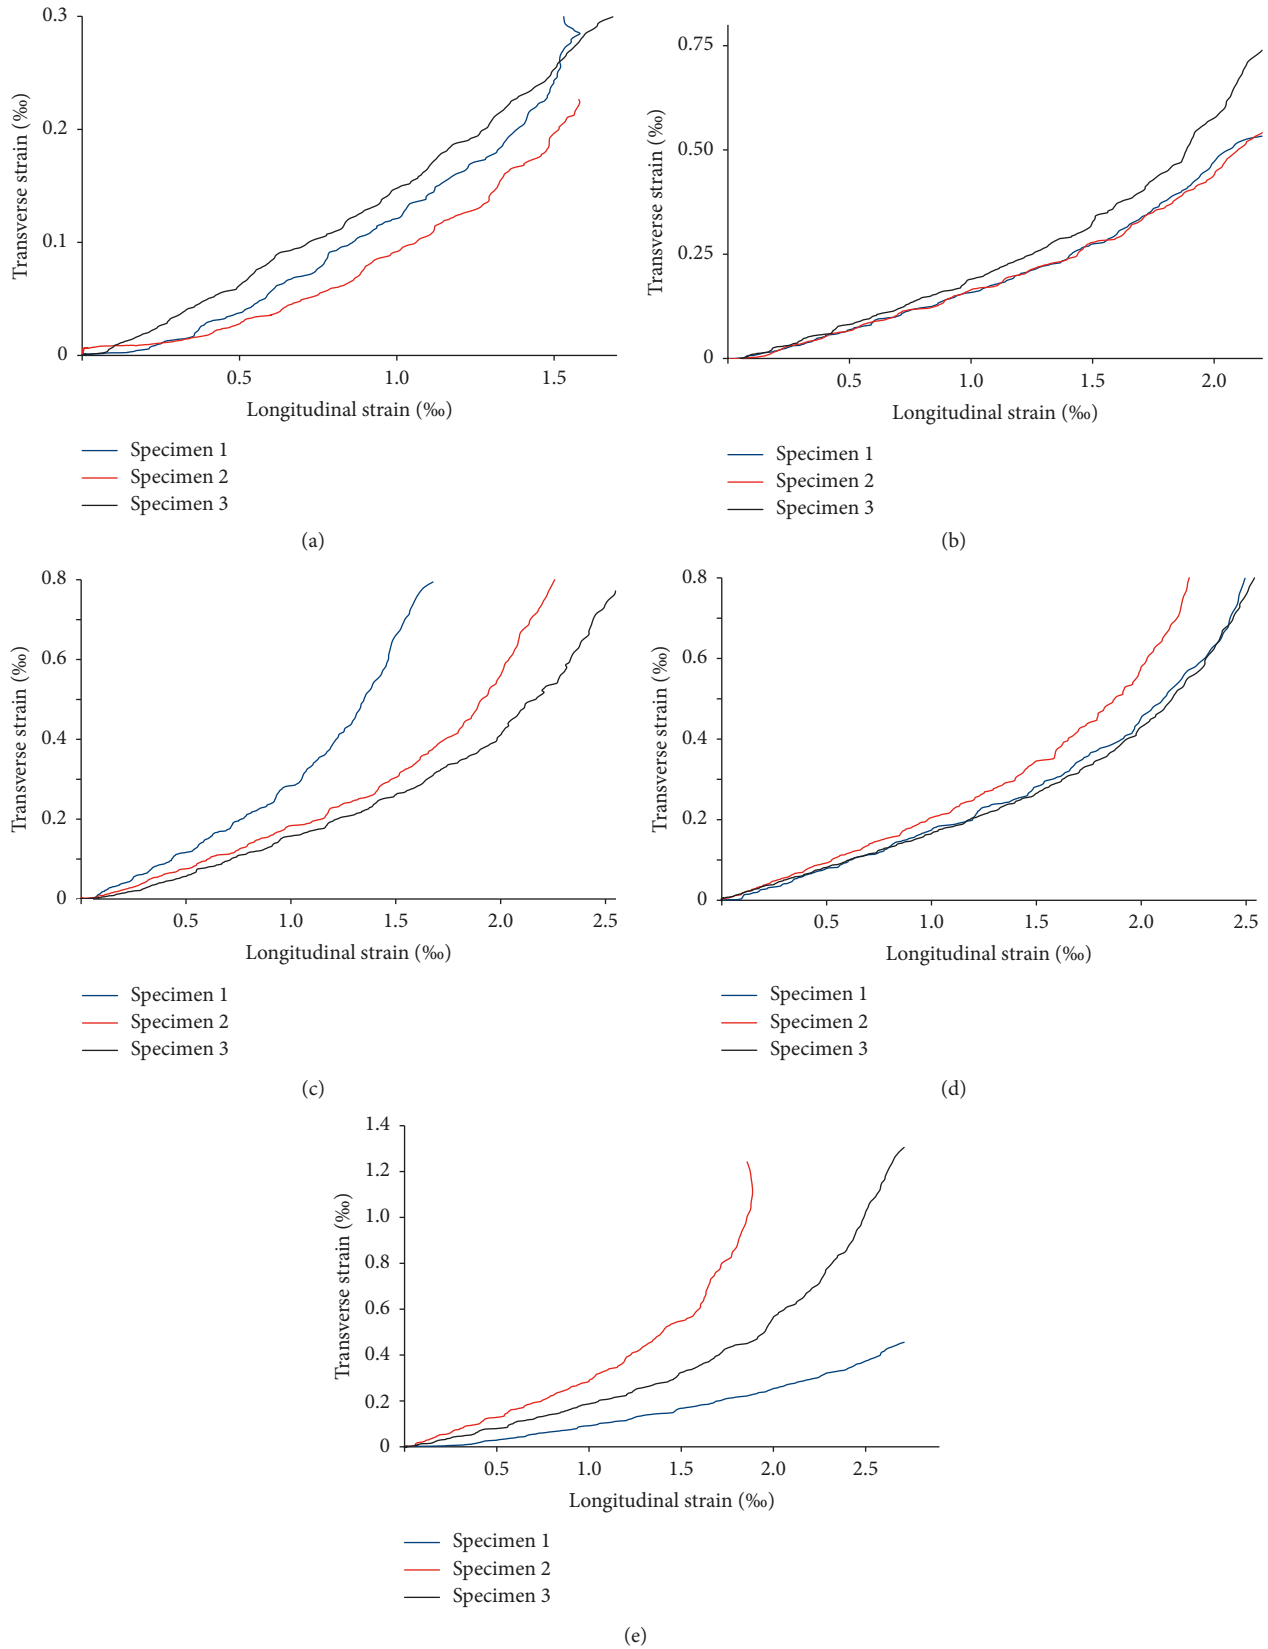 Transverse strain (‰)
0.3
0.2
0.1
0
0.5 1.0 1.5
Longitudinal strain (‰)
Specimen 1
Specimen 2
Specimen 3
(a)
Transverse strain (‰)
0.75
0.50
0.25
0
0.5 1.0 1.5 2.0
Longitudinal strain (‰)
Specimen 1
Specimen 2
Specimen 3
(b)
Transverse strain (‰)
0.8
0.6
0.4
0.2
0
0.5 1.0 1.5 2.0 2.5
Longitudinal strain (‰)
Specimen 1
Specimen 2
Specimen 3
(c)
Transverse strain (‰)
0.8
0.6
0.4
0.2
0
0.5 1.0 1.5 2.0 2.5
Longitudinal strain (‰)
Specimen 1
Specimen 2
Specimen 3
(d)
Transverse strain (‰)
1.4
1.2
1.0
0.8
0.6
0.4
0.2
0
0.5 1.0 1.5 2.0 2.5
Longitudinal strain (‰)
Specimen 1
Specimen 2
Specimen 3
(e)